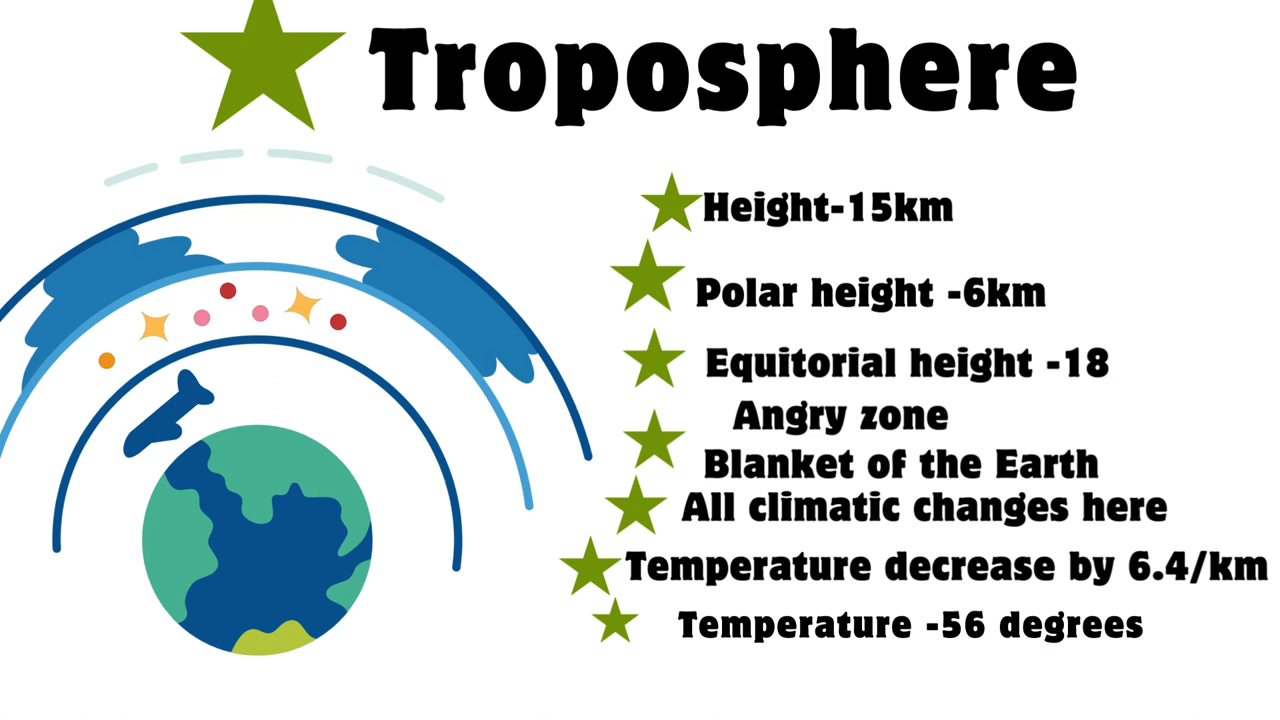 Troposphere
Height-15km
Polar height -6km
Equitorial height -18
Angry zone
Blanket of the Earth
All climatic changes here
Temperature decrease by 6.4/km
Temperature -56 degrees